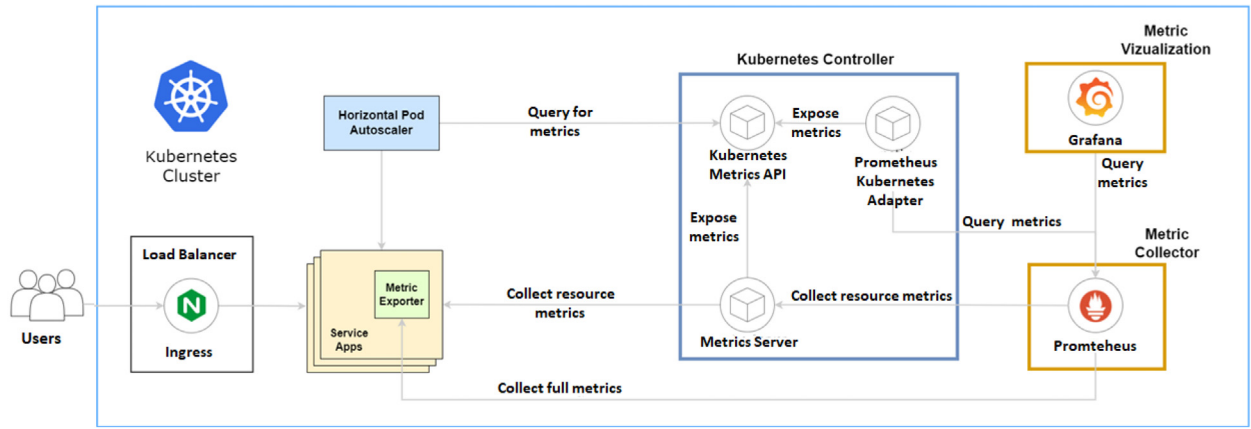 Metric
Vizualization
Kubernetes Controller
Kubernetes
Cluster
Horizontal Pod
Autoscaler
Query for
metrics
Expose
metrics
Kubernetes
Metrics API
Prometheus
Kubernetes
Adapter
Grafana
Query
metrics
Expose
metrics
Query metrics
Metric
Collector
Load Balancer
N
Ingress
Users
Metric
Exporter
Service
Apps
Collect resource
metrics
Metrics Server
Collect resource metrics
Promteheus
Collect full metrics